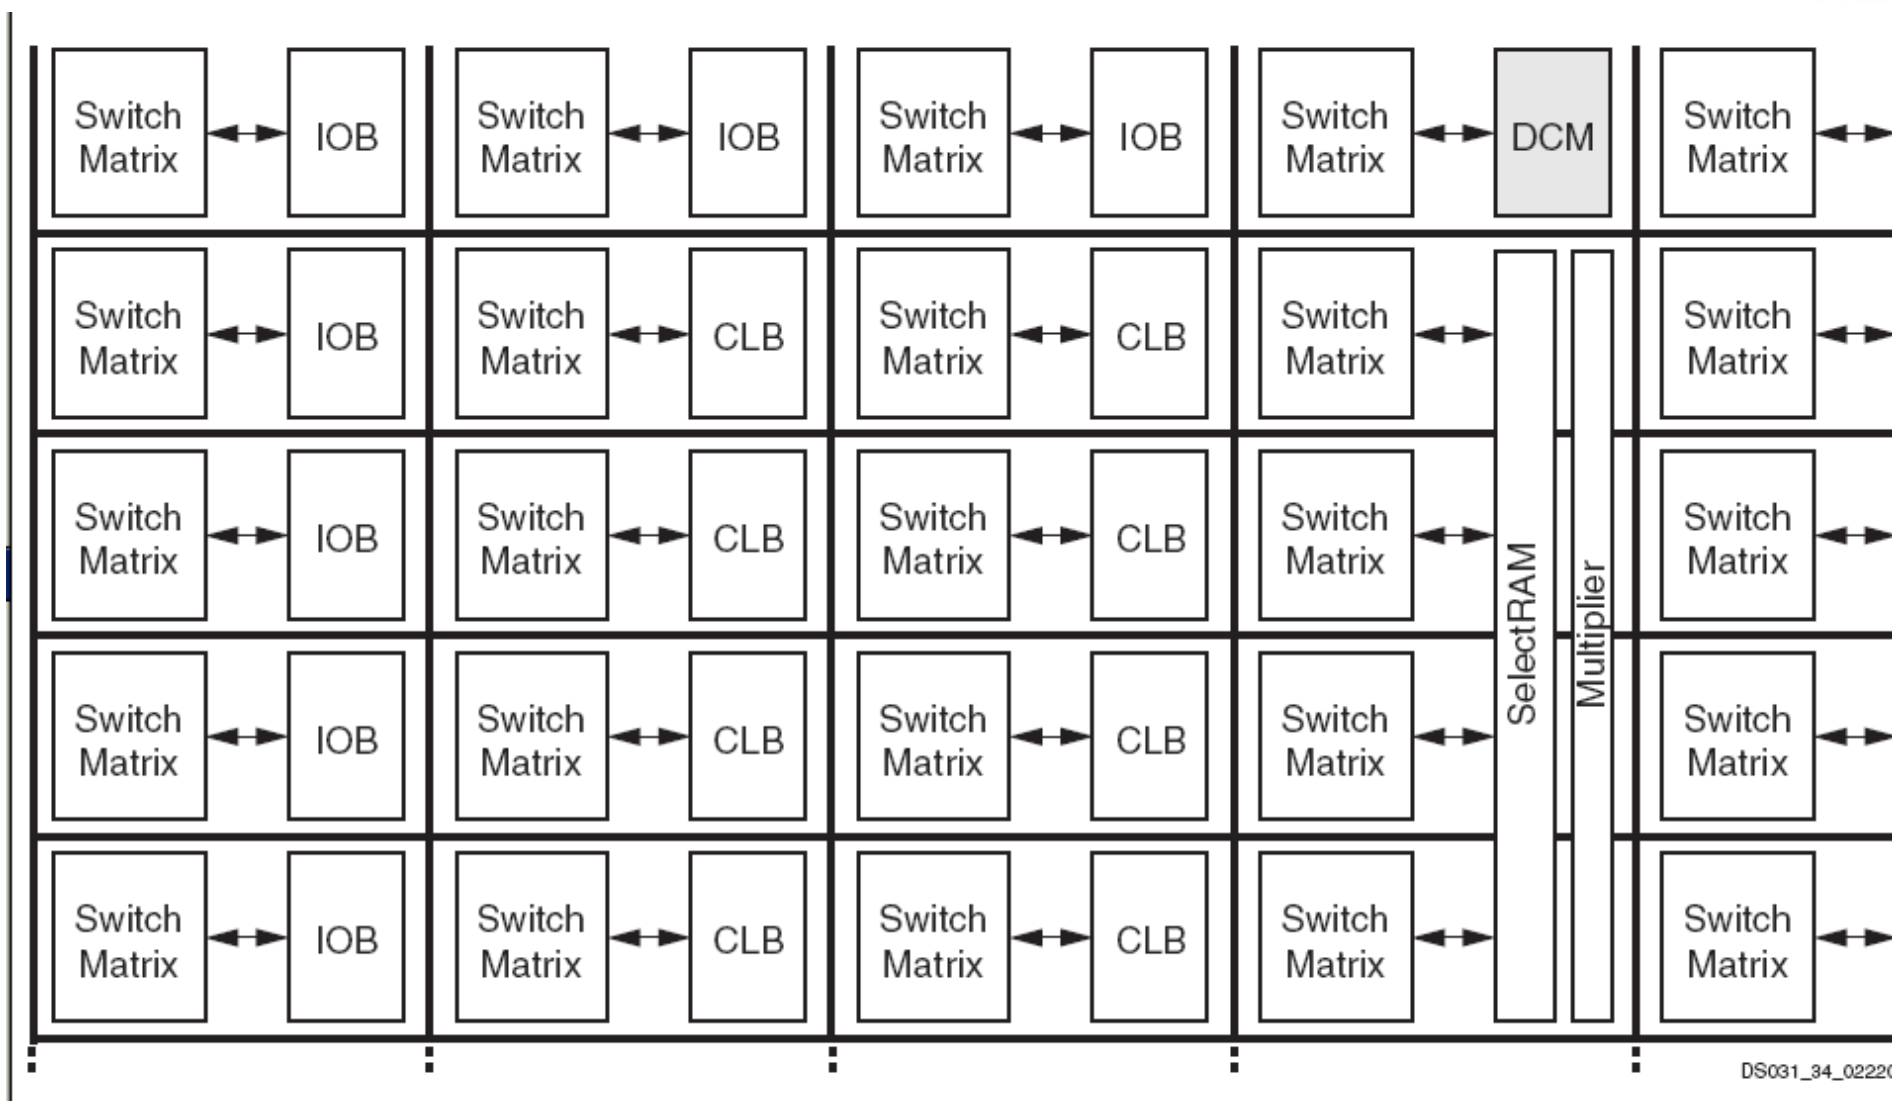 Switch Matrix IOB Switch Matrix IOB Switch Matrix IOB Switch Matrix DCM Switch Matrix
Switch Matrix IOB Switch Matrix CLB Switch Matrix CLB Switch Matrix Switch Matrix
Switch Matrix IOB Switch Matrix CLB Switch Matrix CLB Switch Matrix Switch Matrix
SelectRAM
Multiplier
Switch Matrix IOB Switch Matrix CLB Switch Matrix CLB Switch Matrix Switch Matrix
Switch Matrix IOB Switch Matrix CLB Switch Matrix CLB Switch Matrix Switch Matrix
DS031_34_0222